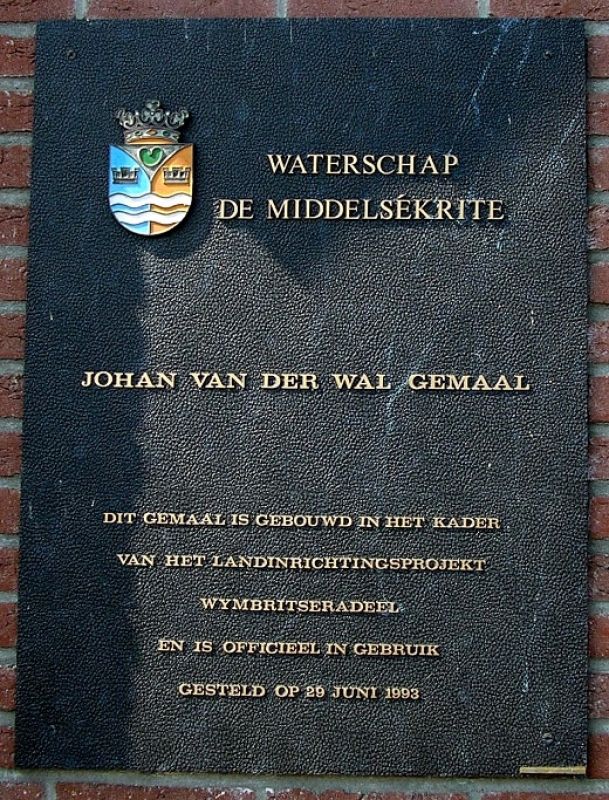 WATERSCHAP
DE MIDDELSÉKRITE
JOHAN VAN DER WAL GEMAAL
DIT GEMAAL IS GEBOUWD IN HET KADER
VAN HET LANDINRICHTINGSPROJEKT
WYMBRITSERADEEL
EN IS OFFICIEEL IN GEBRUIK
GESTELD OP 29 JUNI 1993